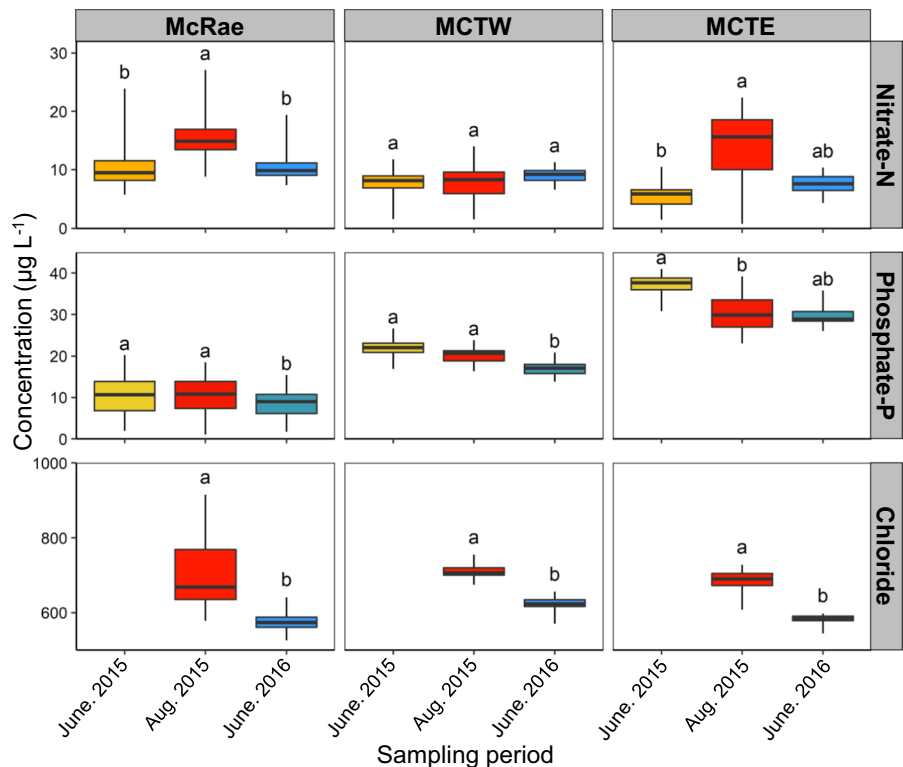 McRae MCTW MCTE
Concentration (µg L-1)
30
20
10
0
b a b
a a a
b a ab
Nitrate-N
40
30
20
10
0
a a b
a a b
a b ab
Phosphate-P
1000
800
600
a b
a b
a b
Chloride
June. 2015 Aug. 2015 June. 2016
June. 2015 Aug. 2015 June. 2016
June. 2015 Aug. 2015 June. 2016
Sampling period